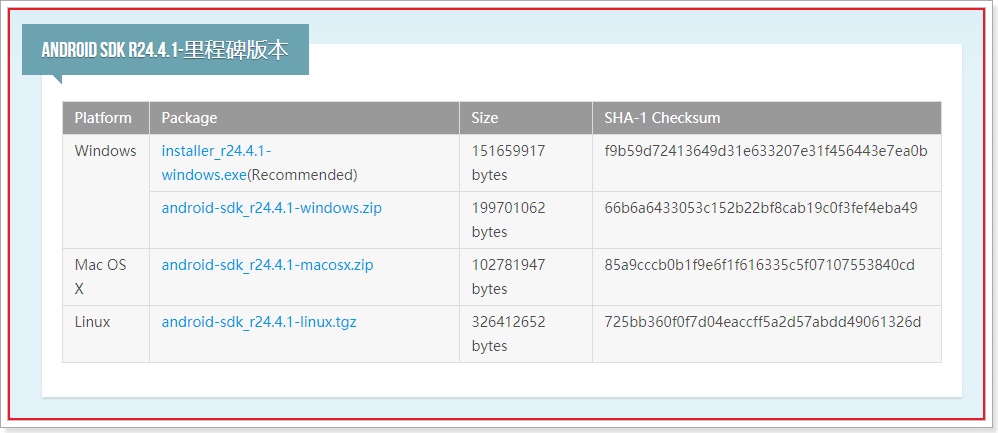 ANDROID SDK R24.4.1-里程碑版本
Platform Package Size SHA-1 Checksum
Windows installer_r24.4.1- 151659917 f9b59d72413649d31e633207e31f456443e7ea0b
windows.exe(Recommended) bytes
android-sdk_r24.4.1-windows.zip 199701062 66b6a6433053c152b22bf8cab19c0f3fef4eba49
bytes
Mac OS android-sdk_r24.4.1-macosx.zip 102781947 85a9cccb0b1f9e6f1f616335c5f07107553840cd
X bytes
Linux android-sdk_r24.4.1-linux.tgz 326412652 725bb360f0f7d04eaccff5a2d57abdd49061326d
bytes